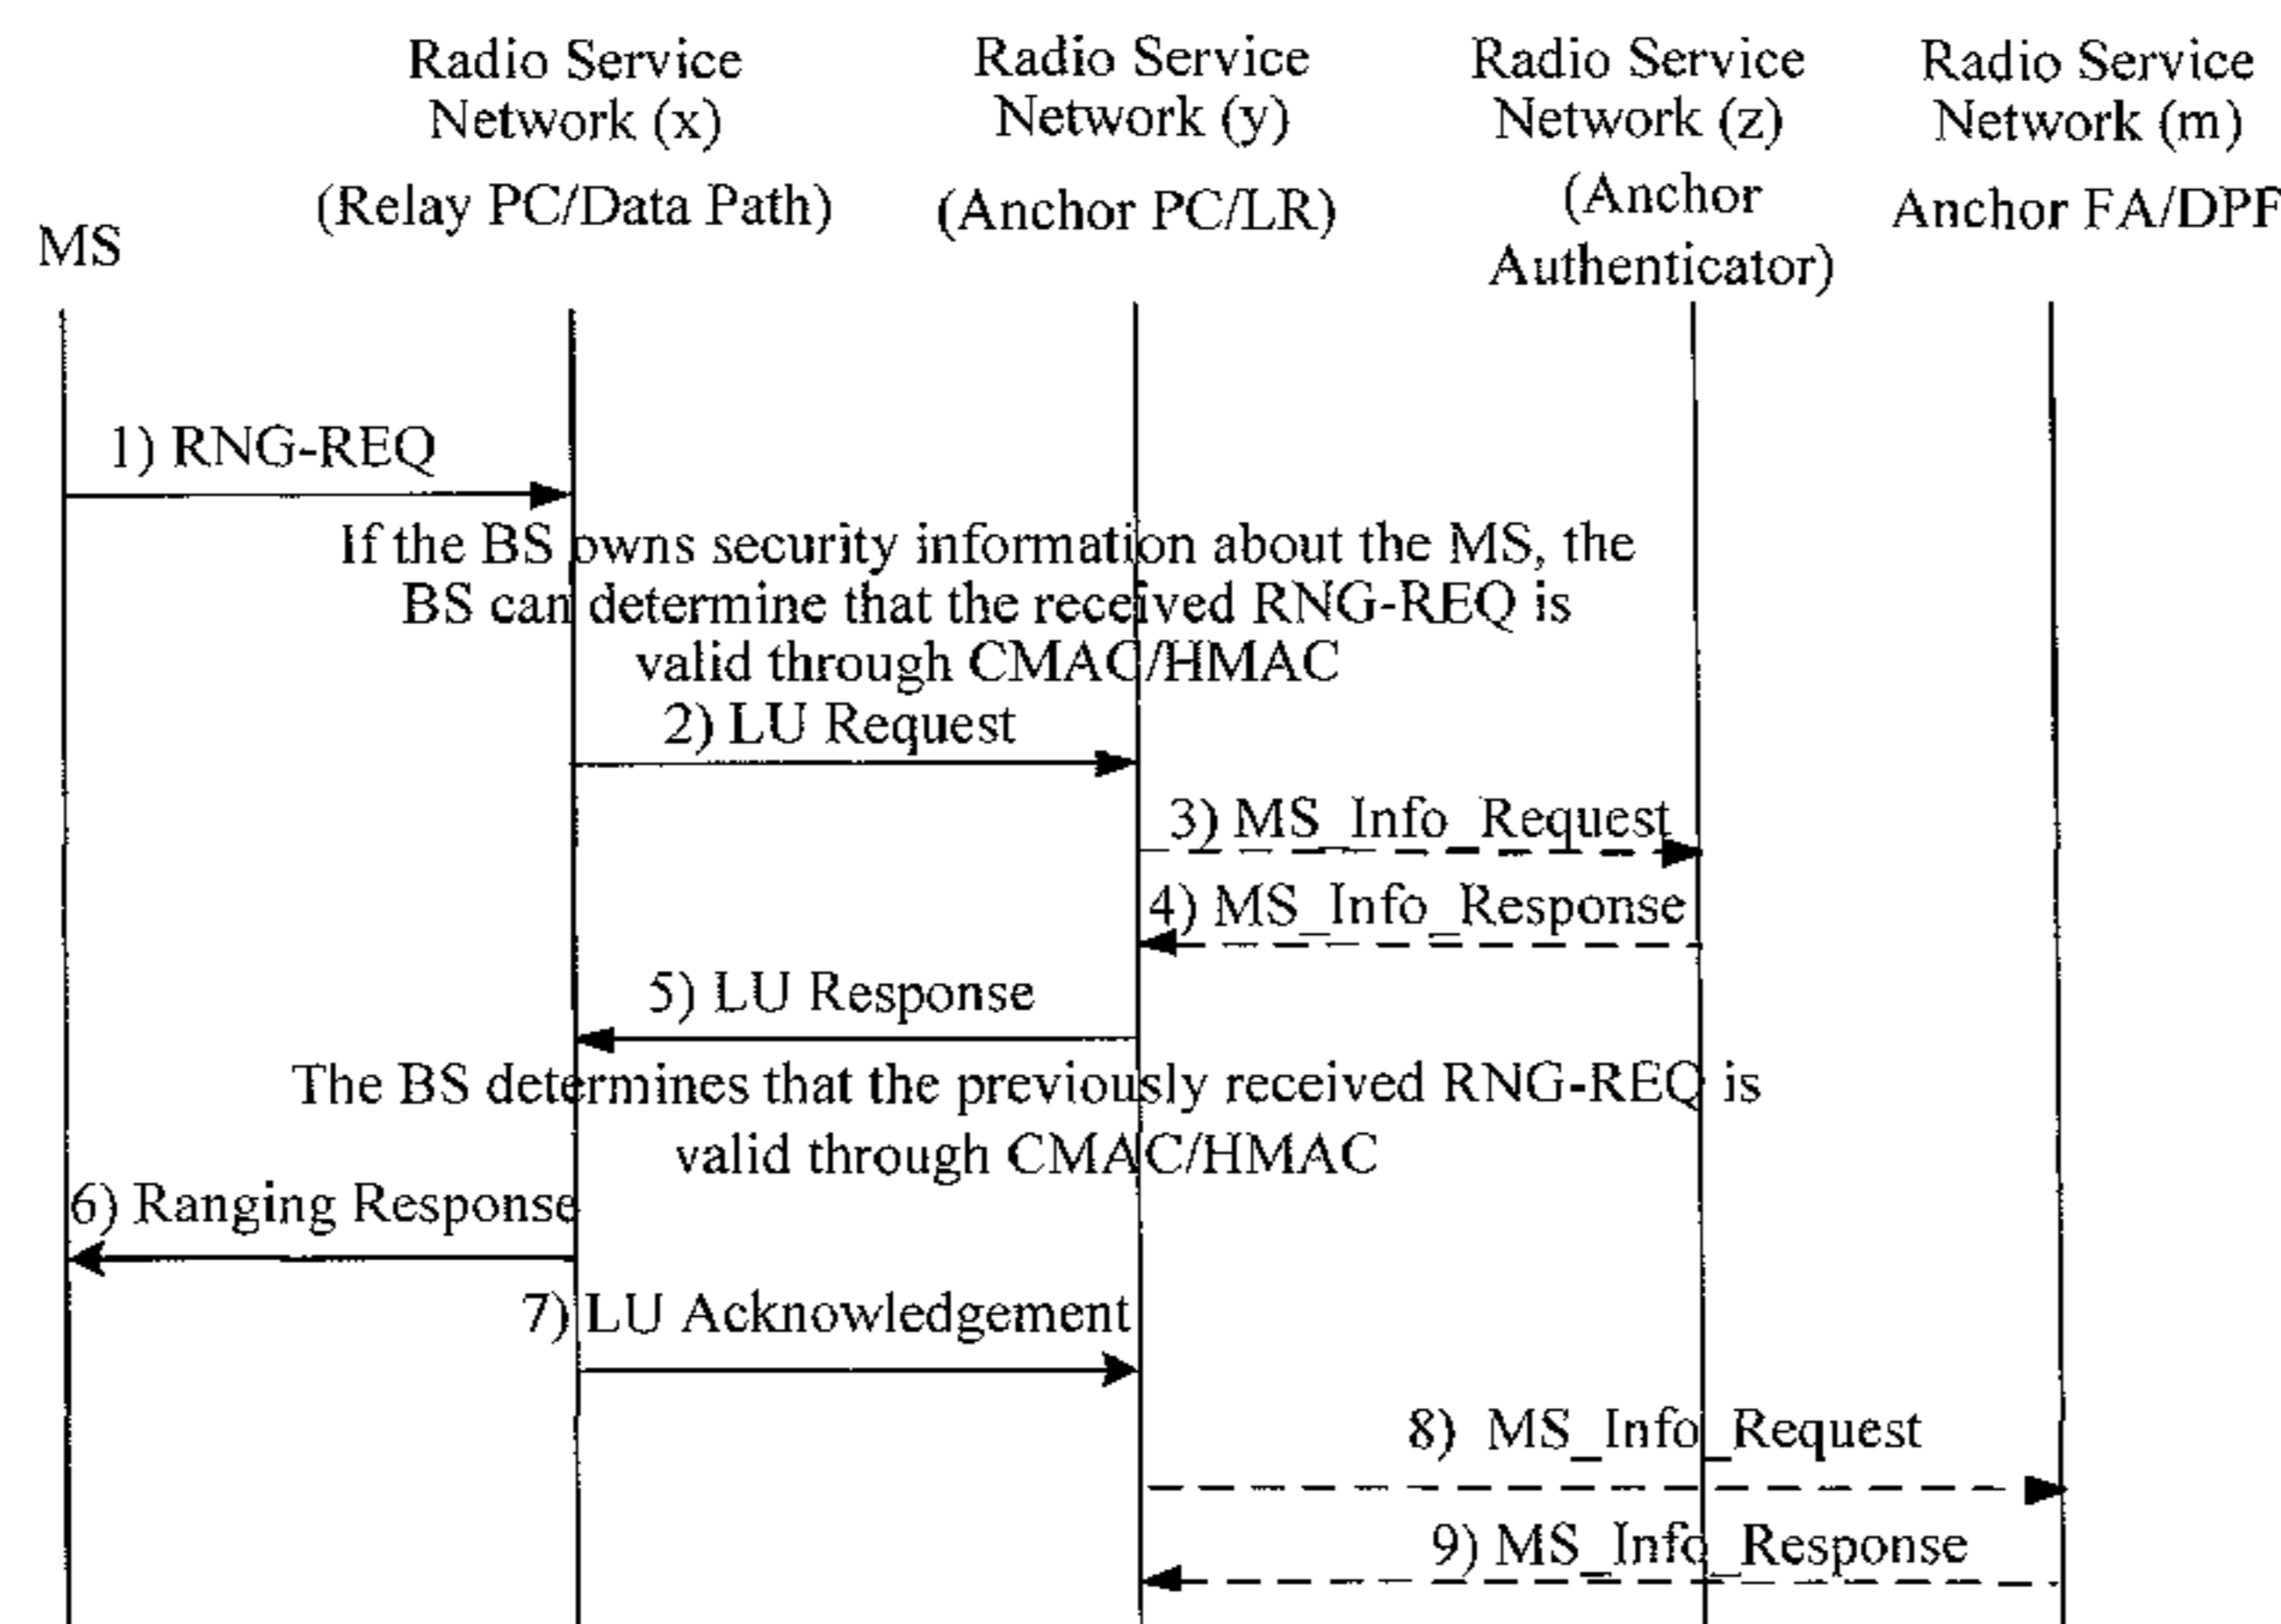 Radio Service
Network (x)
(Relay PC/Data Path)
Radio Service
Network (y)
(Anchor PC/LR)
Radio Service
Network (z)
(Anchor
Authenticator)
Radio Service
Network (m)
Anchor FA/DPF
MS
1) RNG-REQ
If the BS owns security information about the MS, the
BS can determine that the received RNG-REQ is
valid through CMAC/HMAC
2) LU Request
3) MS_Info_Request
4) MS_Info_Response
5) LU Response
The BS determines that the previously received RNG-REQ is
valid through CMAC/HMAC
6) Ranging Response
7) LU Acknowledgement
8) MS_Info_Request
9) MS_Info_Response